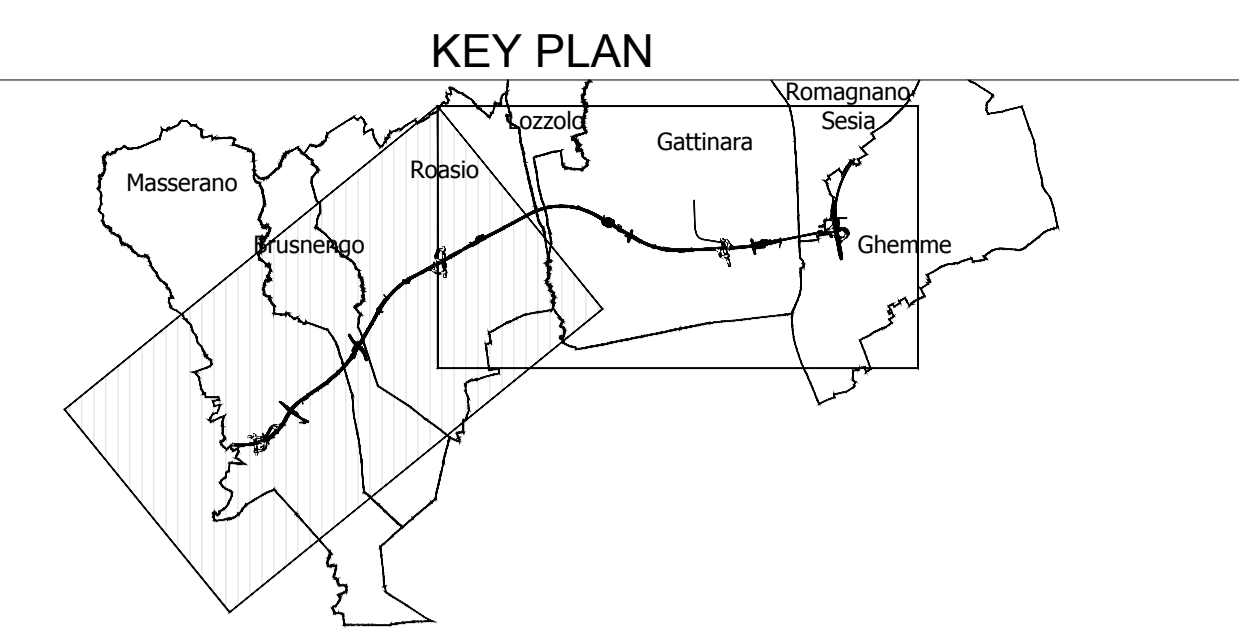 KEY PLAN
Romagnano
Sesia
Lozzolo
Gattinara
Roasio
Masserano
Brusnengo
Ghemme